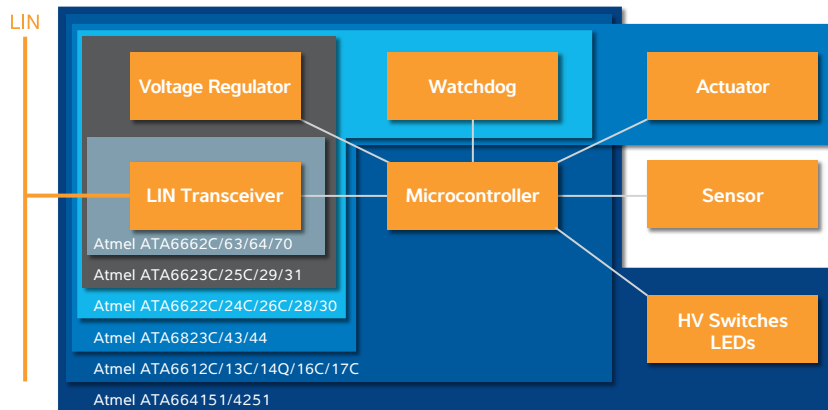 LIN
Voltage Regulator
Watchdog
Actuator
LIN Transceiver
Microcontroller
Sensor
Atmel ATA6662C/63/64/70
Atmel ATA6623C/25C/29/31
Atmel ATA6622C/24C/26C/28/30
HV Switches
LEDs
Atmel ATA6823C/43/44
Atmel ATA6612C/13C/14Q/16C/17C
Atmel ATA664151/4251